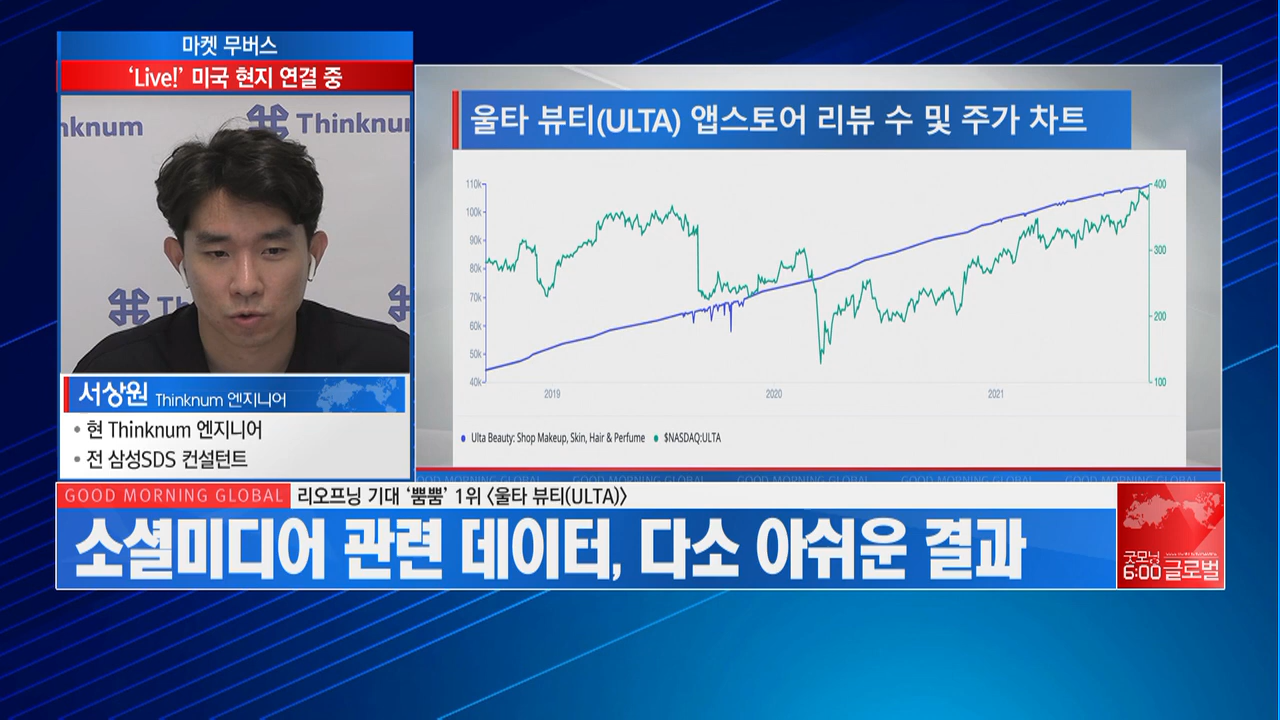 마켓 무버스
‘Live!’ 미국 현지 연결 중
Thinknum
서상원 Thinknum 엔지니어
• 현 Thinknum 엔지니어
• 전 삼성SDS 컨설턴트
울타 뷰티(ULTA) 앱스토어 리뷰 수 및 주가 차트
110k
100k
90k
80k
70k
60k
50k
40k
400
300
200
100
2019 2020 2021
Ulta Beauty: Shop Makeup, Skin, Hair & Perfume $NASDAQ:ULTA
GOOD MORNING GLOBAL 리오프닝 기대 ‘뿜뿜’ 1위 〈울타 뷰티(ULTA)〉
소셜미디어 관련 데이터, 다소 아쉬운 결과
굿모닝
6:00 글로벌